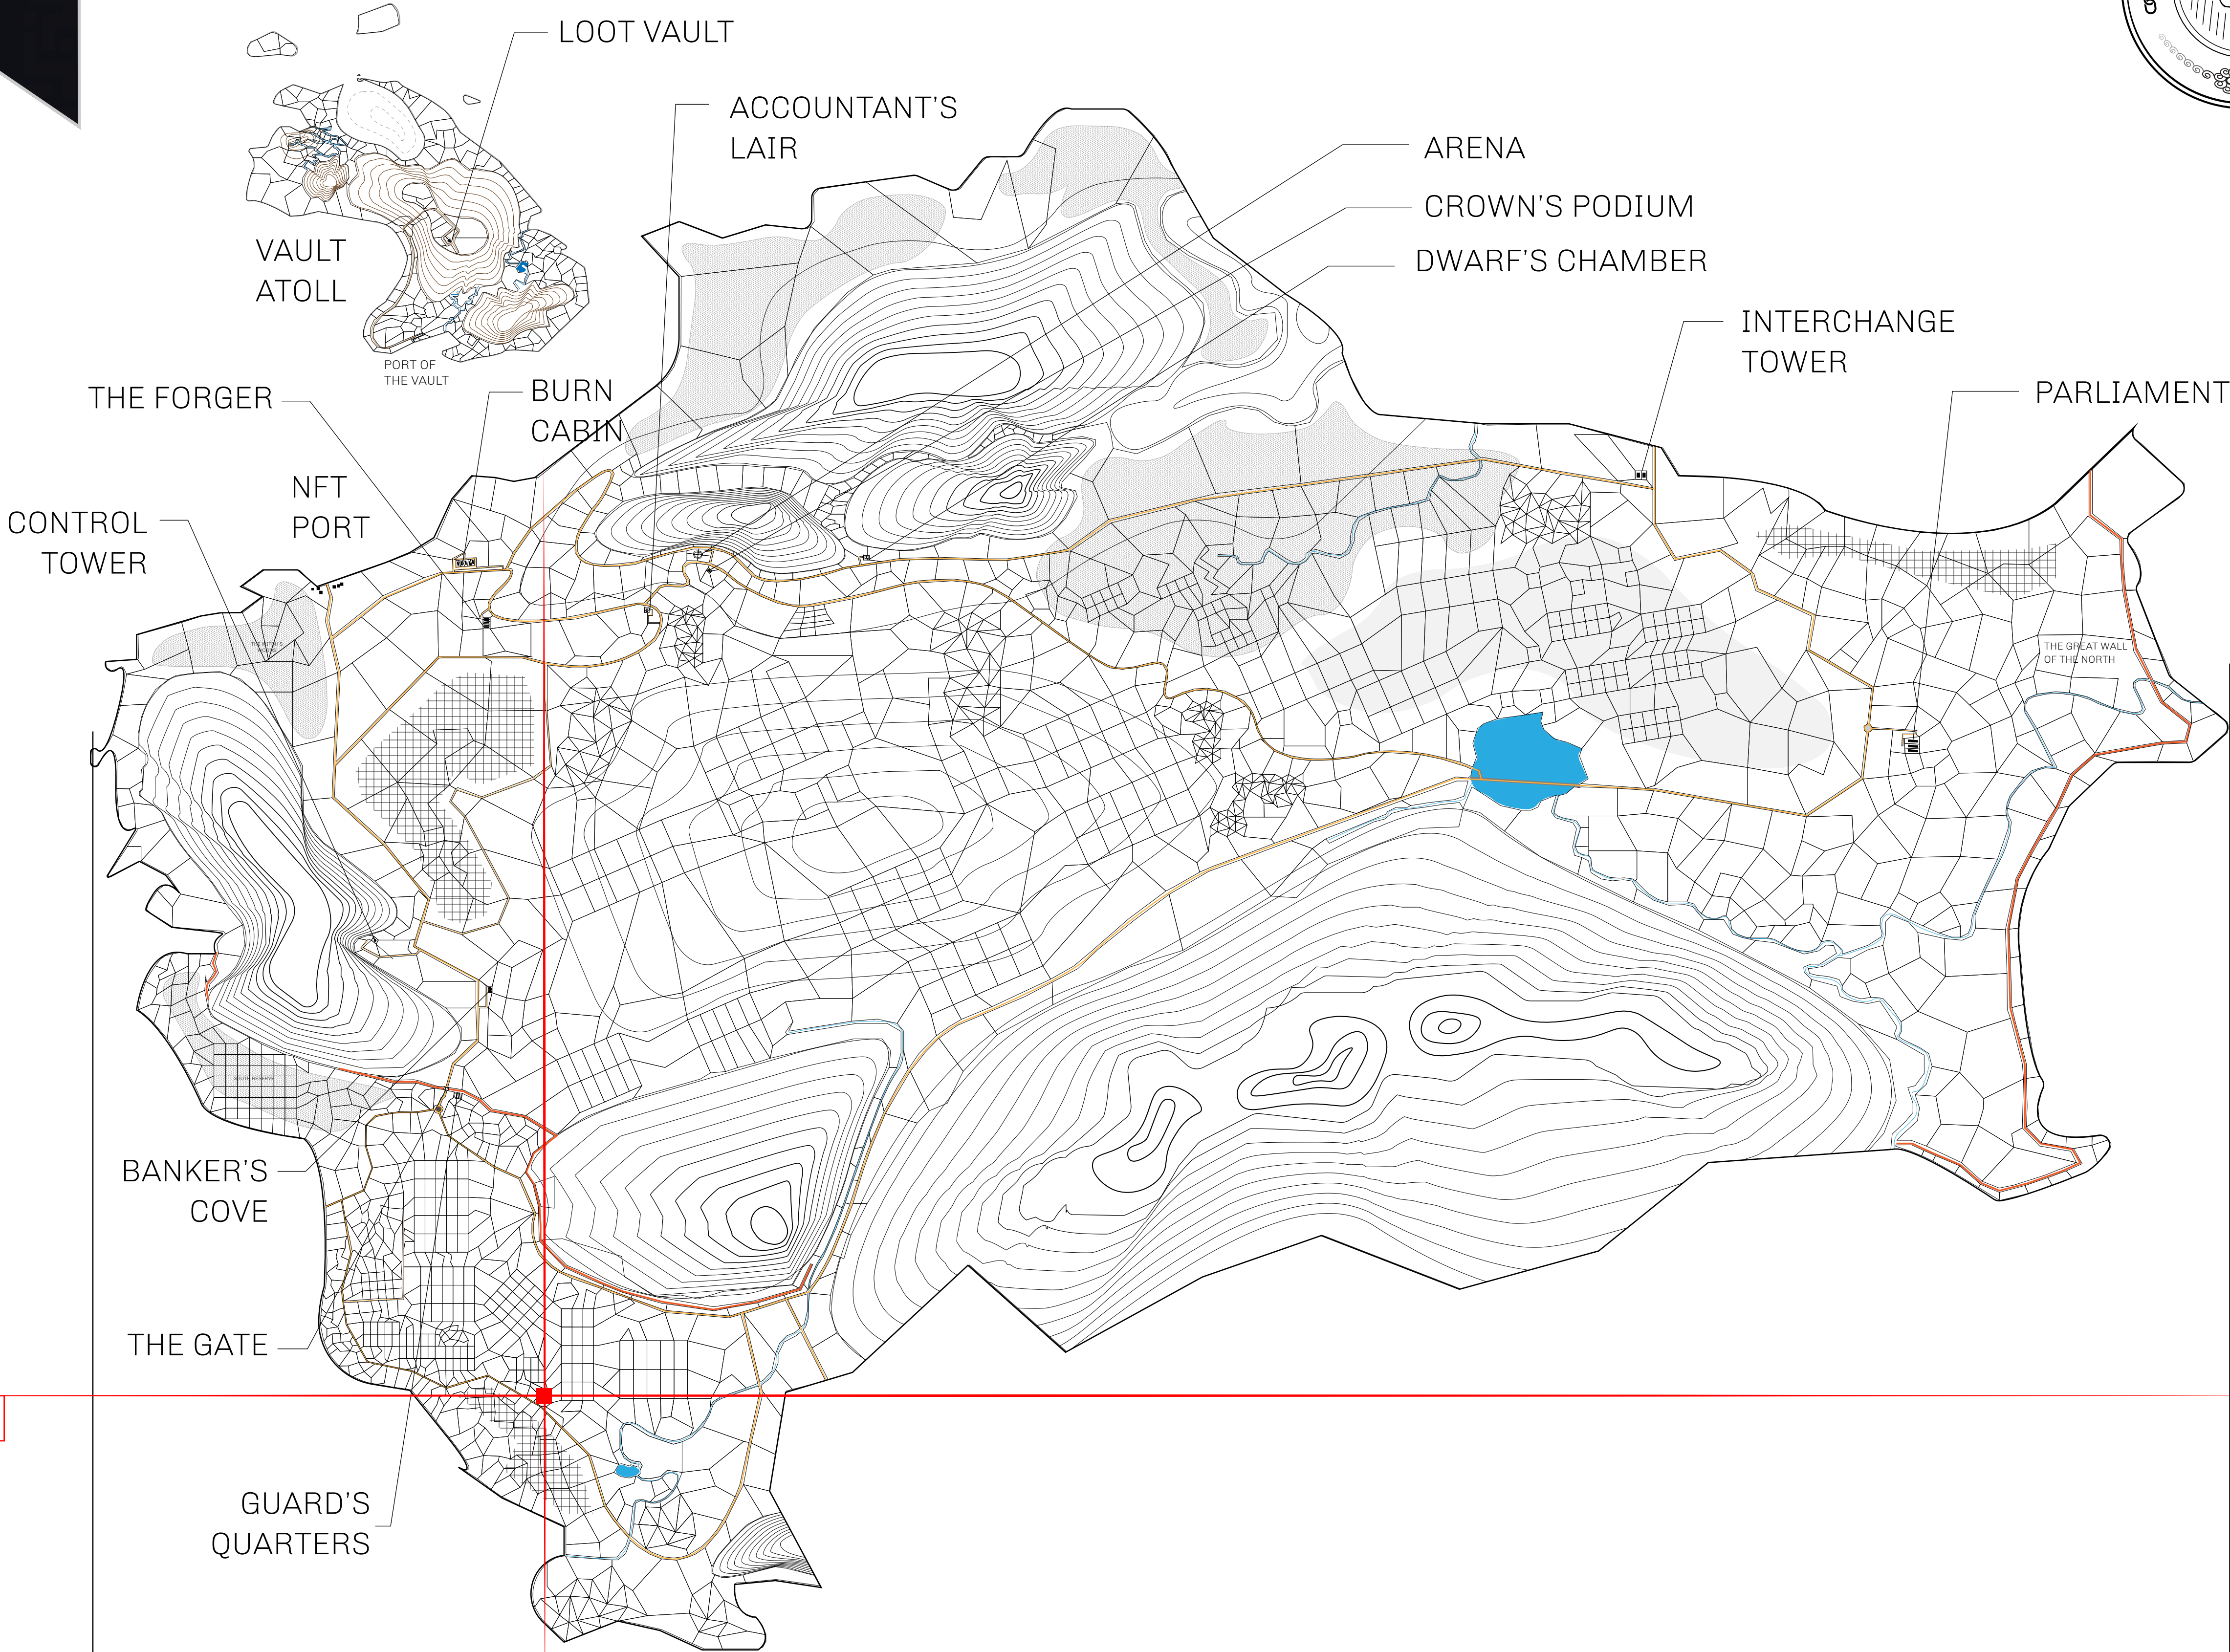 LOOT VAULT
ACCOUNTANT'S
LAIR
ARENA
CROWN'S PODIUM
DWARF'S CHAMBER
VAULT
ATOLL
INTERCHANGE
TOWER
PORT OF
THE VAULT
THE FORGER
BURN
CABIN
PARLIAMENT
NFT
PORT
CONTROL
TOWER
THE GREAT WALL
OF THE NORTH
SOUTH RESERVE
BANKER'S
COVE
THE GATE
GUARD'S
QUARTERS